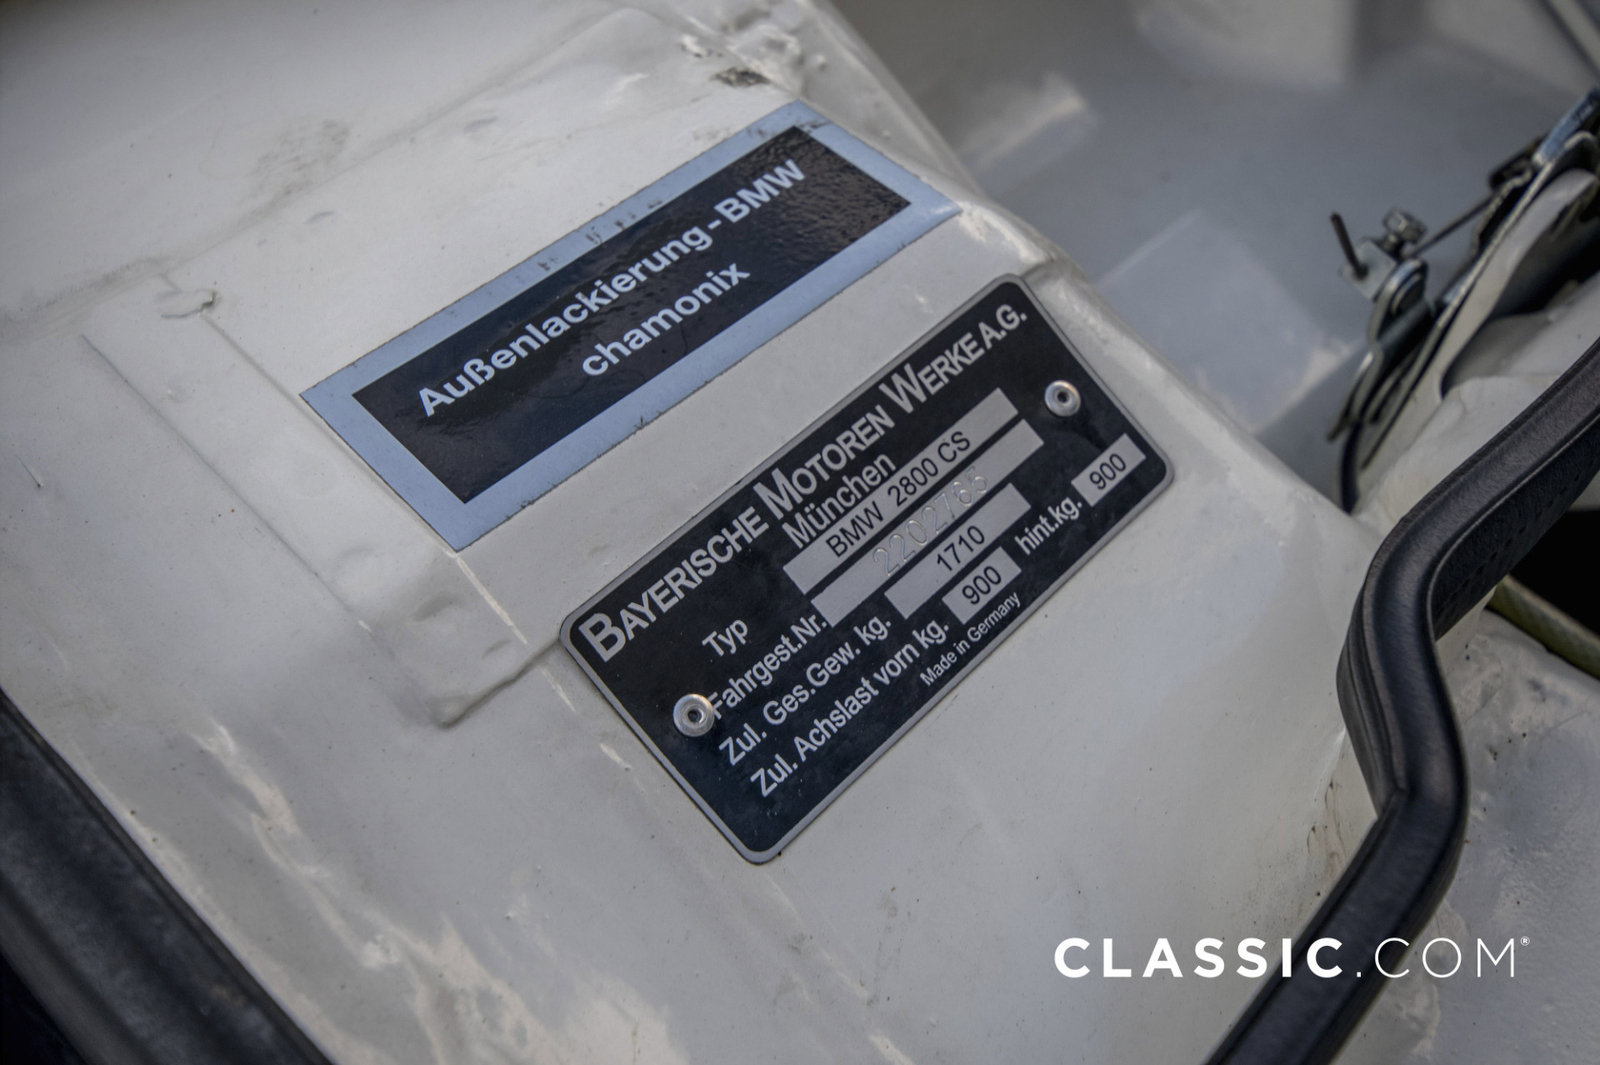 Außenlackierung-BMW
chamonix
BAYERISCHE MOTOREN WERKE A.G.
München
Typ BMW 2800 CS
Fahrgest.Nr. 2202765
Zul. Ges.Gew. kg. 1710
Zul. Achslast vorn kg. 900 hint.kg. 900
Made in Germany
CLASSIC.COM®